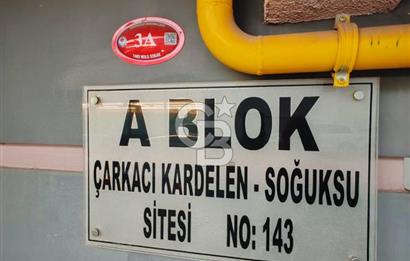 3A
A BLOK
ÇARKACI KARDELEN - SOĞUKSU
SİTESİ NO: 143